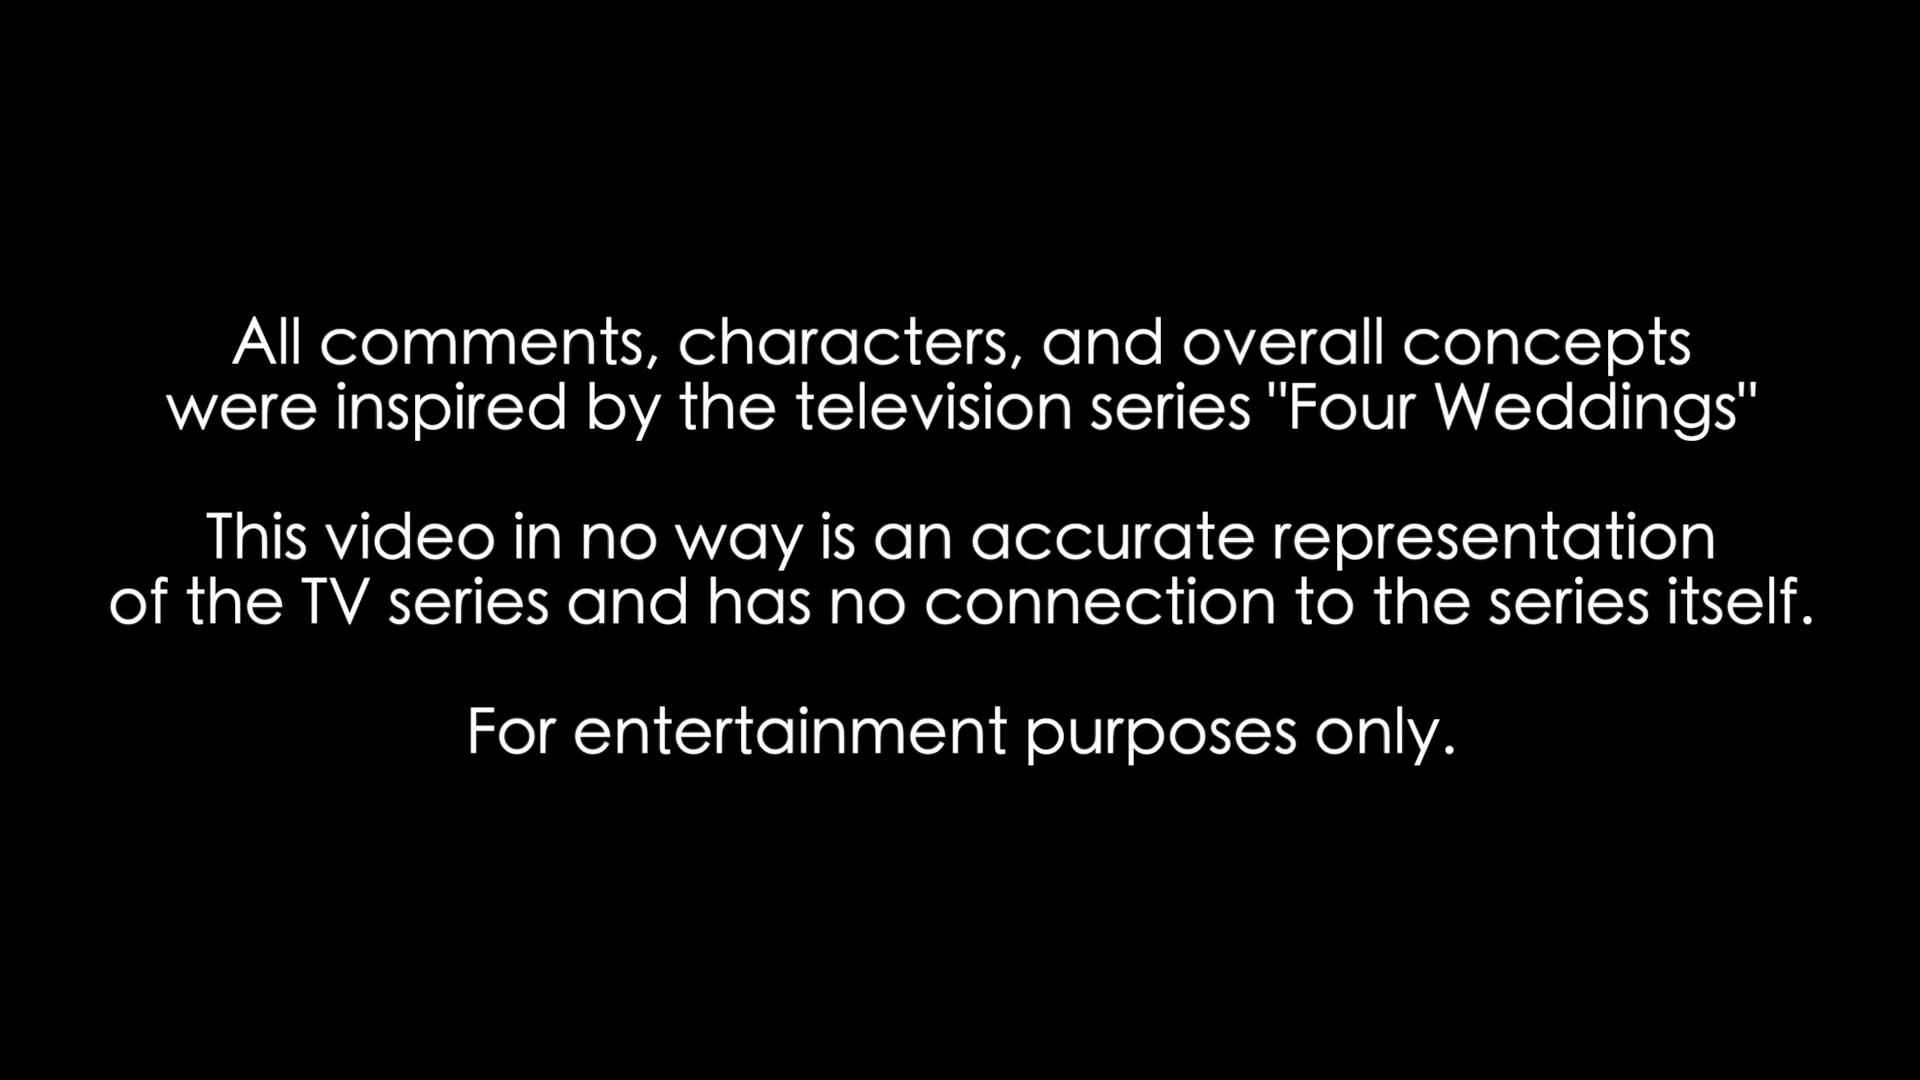 All comments, characters, and overall concepts
were inspired by the television series "Four Weddings"
This video in no way is an accurate representation
of the TV series and has no connection to the series itself.
For entertainment purposes only.